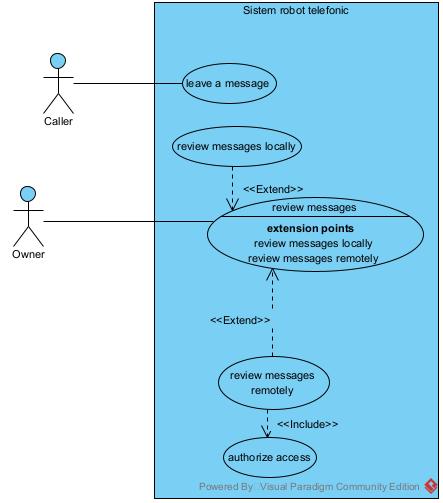 Sistem robot telefonic
leave a message
Caller
review messages locally
<<Extend>>
review messages
extension points
review messages locally
review messages remotely
Owner
<<Extend>>
review messages
remotely
<<Include>>
authorize access
Powered By Visual Paradigm Community Edition